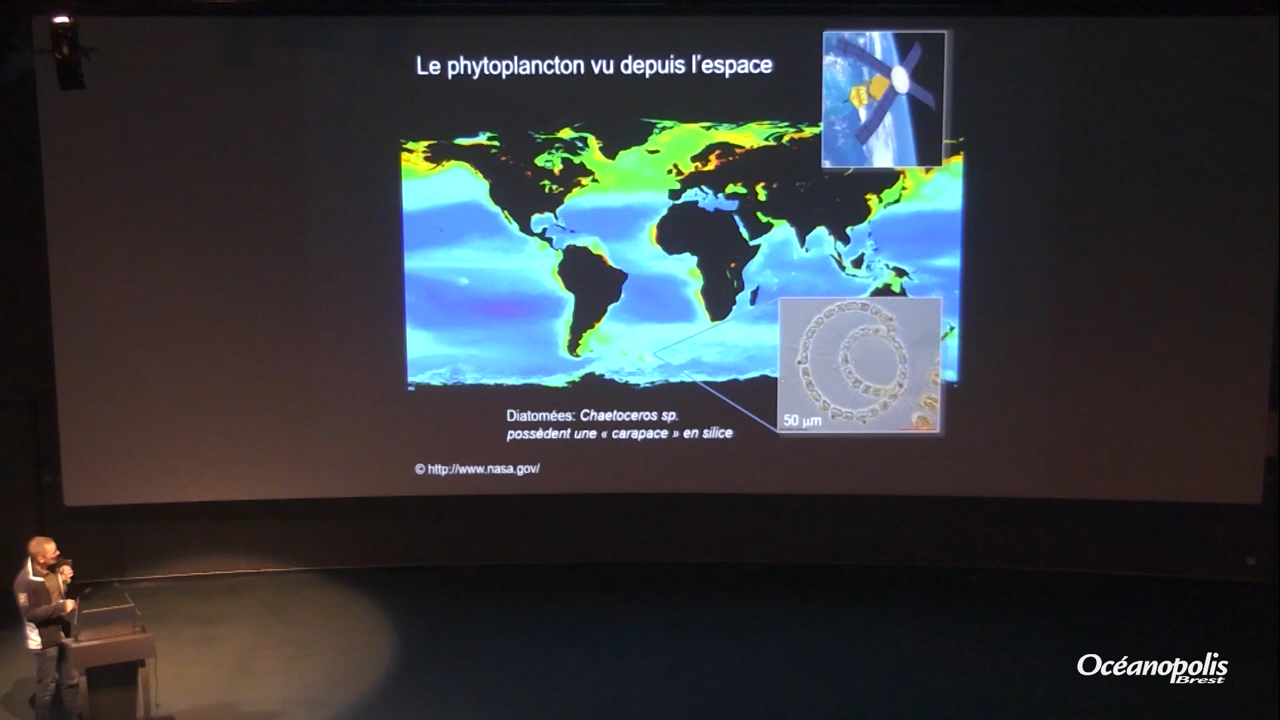 Le phytoplancton vu depuis l'espace
50 µm
Diatomées: Chaetoceros sp.
possèdent une « carapace » en silice
© http://www.nasa.gov/
Océanopolis
Brest